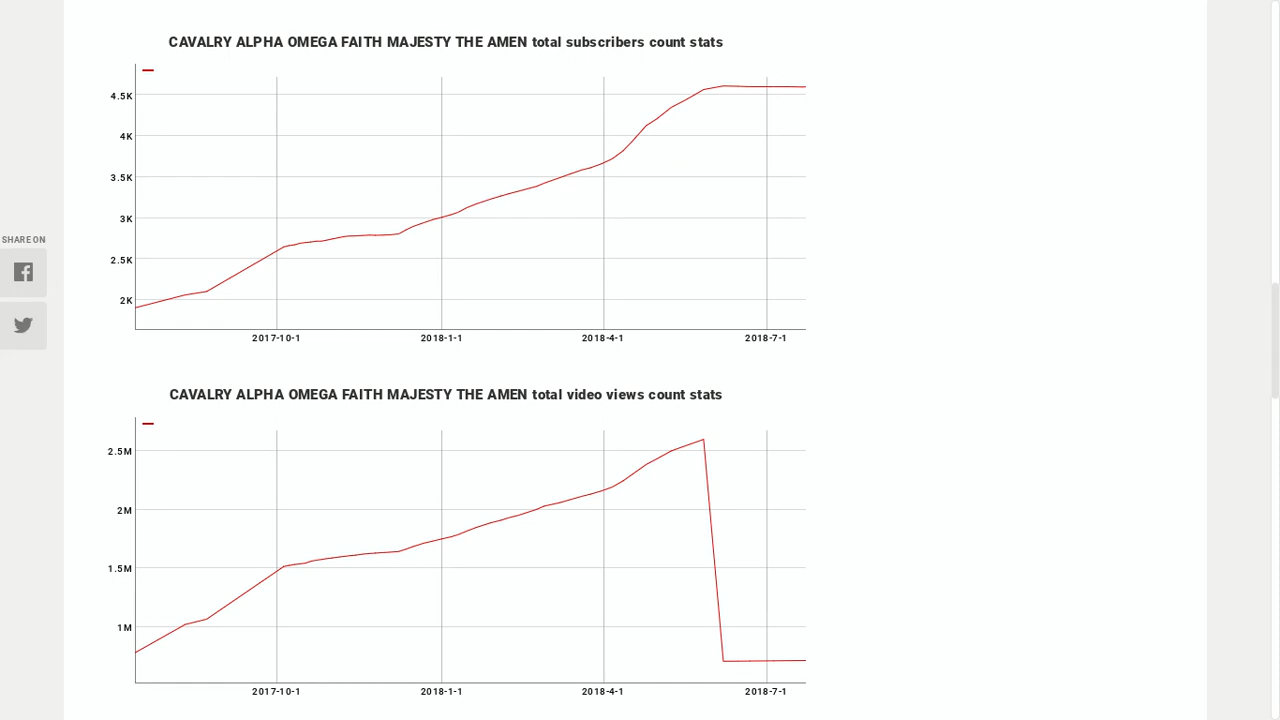 CAVALRY ALPHA OMEGA FAITH MAJESTY THE AMEN total subscribers count stats
4.5K
4K
3.5K
3K
2.5K
2K
2017-10-1 2018-1-1 2018-4-1 2018-7-1
SHARE ON
CAVALRY ALPHA OMEGA FAITH MAJESTY THE AMEN total video views count stats
2.5M
2M
1.5M
1M
2017-10-1 2018-1-1 2018-4-1 2018-7-1